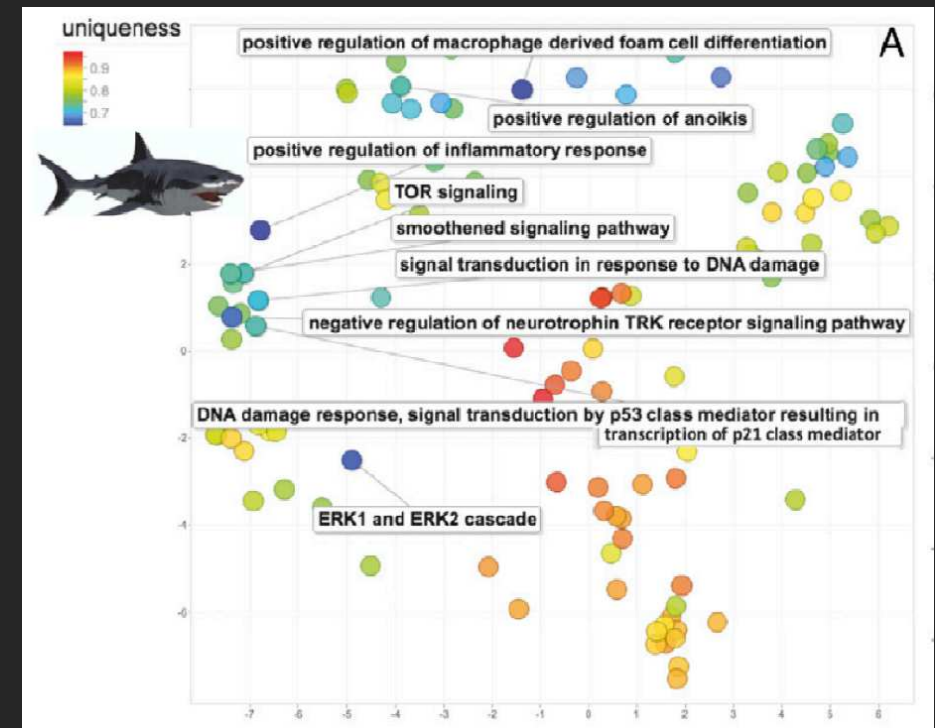 uniqueness
A
0.9
0.8
0.7
positive regulation of macrophage derived foam cell differentiation
positive regulation of anoikis
positive regulation of inflammatory response
TOR signaling
smoothened signaling pathway
signal transduction in response to DNA damage
negative regulation of neurotrophin TRK receptor signaling pathway
DNA damage response, signal transduction by p53 class mediator resulting in
transcription of p21 class mediator
ERK1 and ERK2 cascade
2
0
-2
-4
-6
-7 -6 -5 -4 -3 -2 -1 0 1 2 3 4 5 6